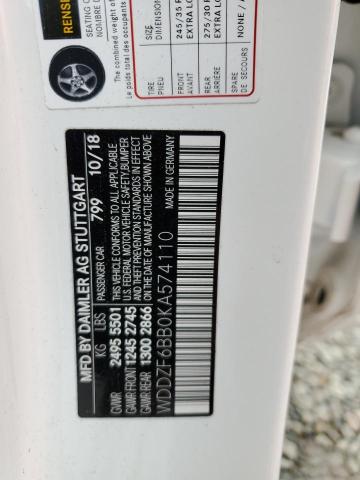 RENSE
SEATING C
NOMBRE D
The combined weight of
Le poids total des occupants
TIRE
PNEU
SIZE
DIMENSION
FRONT
AVANT
245/35 R
EXTRA LO
REAR
ARRIÈRE
275/30 R
EXTRA LO
SPARE
DE SECOURS
NONE / A
MFD BY DAIMLER AG STUTTGART
PASSENGER CAR 799 10/18
KG LBS
GVWR 2495 5501
GAWR FRONT 1245 2745
GAWR REAR 1300 2866
THIS VEHICLE CONFORMS TO ALL APPLICABLE
U.S. FEDERAL MOTOR VEHICLE SAFETY, BUMPER
AND THEFT PREVENTION STANDARDS IN EFFECT
ON THE DATE OF MANUFACTURE SHOWN ABOVE
MADE IN GERMANY
WDDZF6BB0KA574110